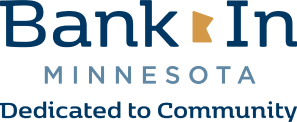 Bank In
MINNESOTA
Dedicated to Community